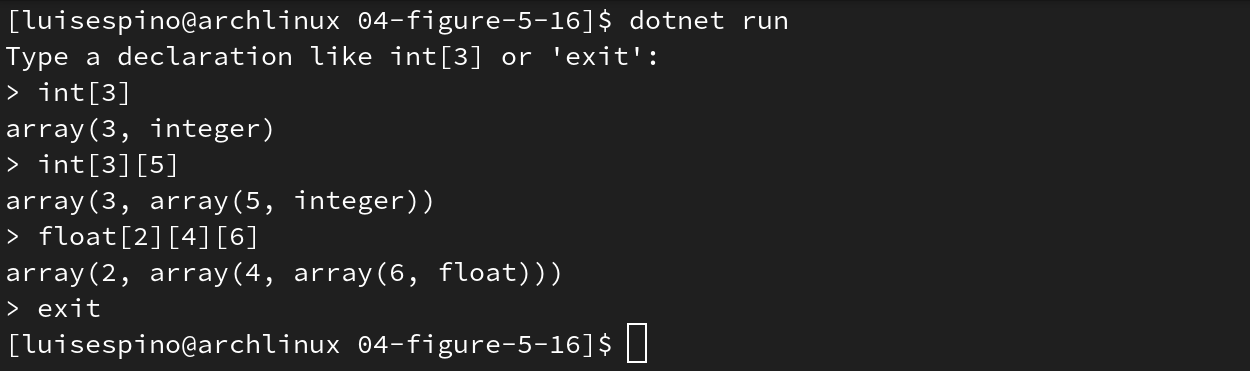 [luisespino@archlinux 04-figure-5-16]$ dotnet run
Type a declaration like int[3] or 'exit':
> int[3]
array(3, integer)
> int[3][5]
array(3, array(5, integer))
> float[2][4][6]
array(2, array(4, array(6, float)))
> exit
[luisespino@archlinux 04-figure-5-16]$